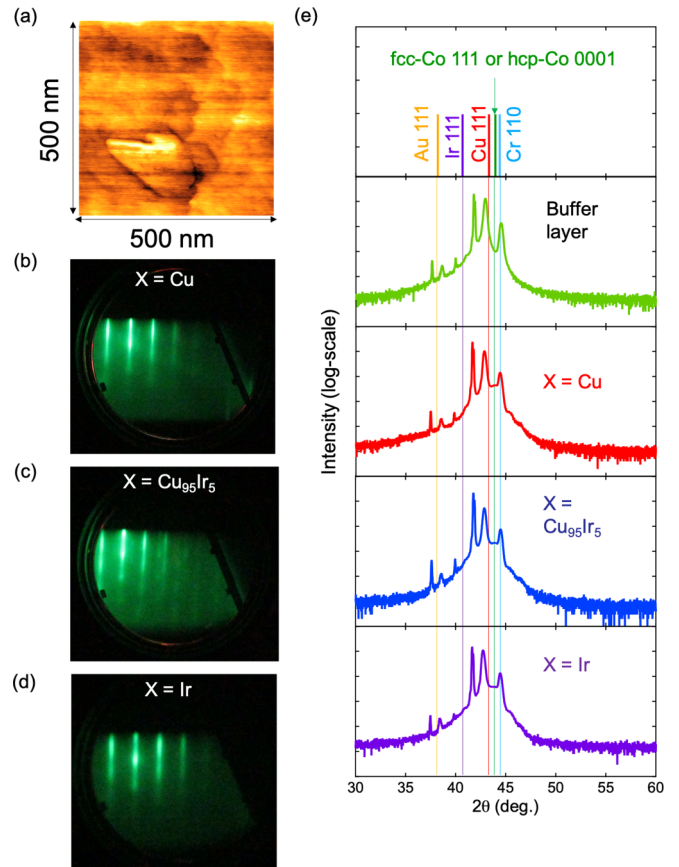 (a)
500 nm
500 nm
(b)
X = Cu
(c)
X = Cu₉₅Ir₅
(d)
X = Ir
(e)
fcc-Co 111 or hcp-Co 0001
Au 111
Ir 111
Cu 111
Cr 110
Buffer
layer
X = Cu
X =
Cu₉₅Ir₅
X = Ir
Intensity (log-scale)
30 35 40 45 50 55 60
2θ (deg.)